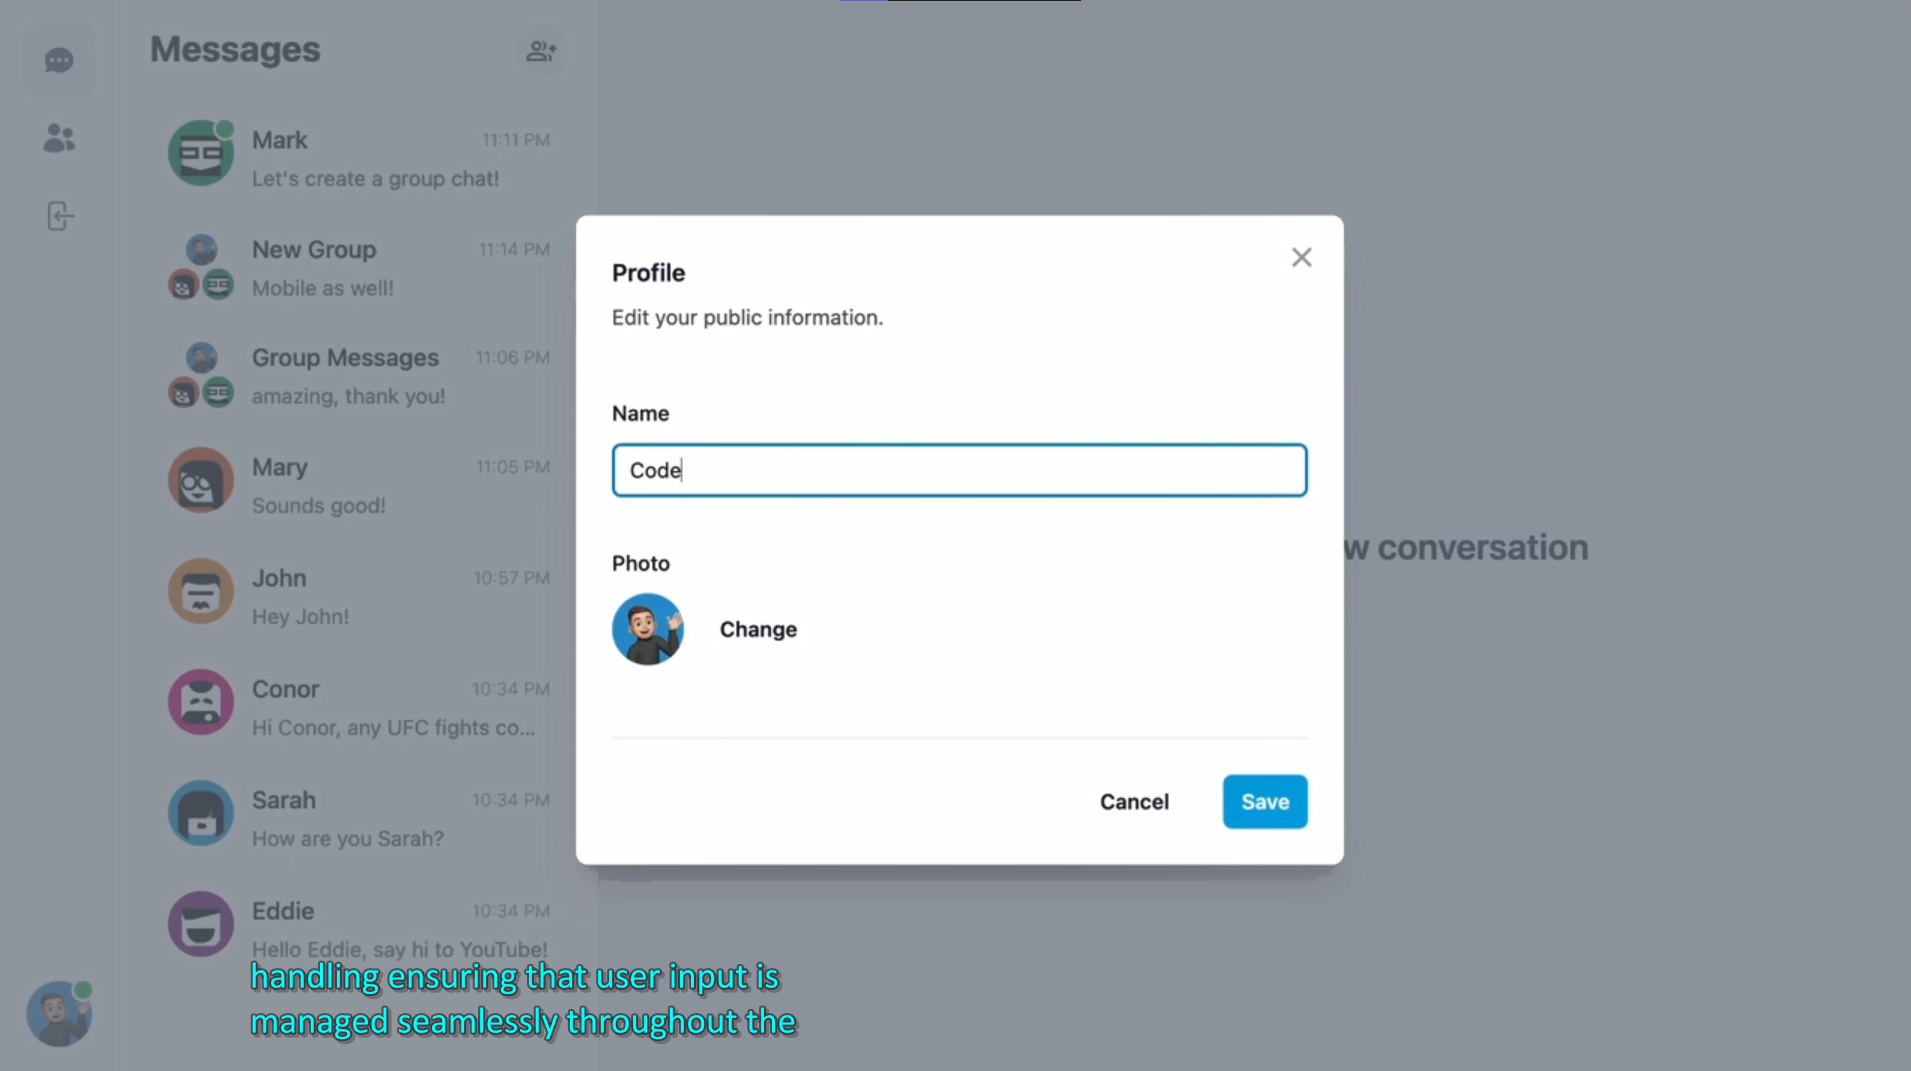 Messages
Mark
11:11 PM
Let's create a group chat!
New Group
11:14 PM
Mobile as well!
Group Messages
11:06 PM
amazing, thank you!
Mary
11:05 PM
Sounds good!
John
10:57 PM
Hey John!
Conor
10:34 PM
Hi Conor, any UFC fights co...
Sarah
10:34 PM
How are you Sarah?
Eddie
10:34 PM
Hello Eddie, say hi to YouTube!
Profile
Edit your public information.
Name
Code
Photo
Change
Cancel
Save
conversation
handling ensuring that user input is
managed seamlessly throughout the